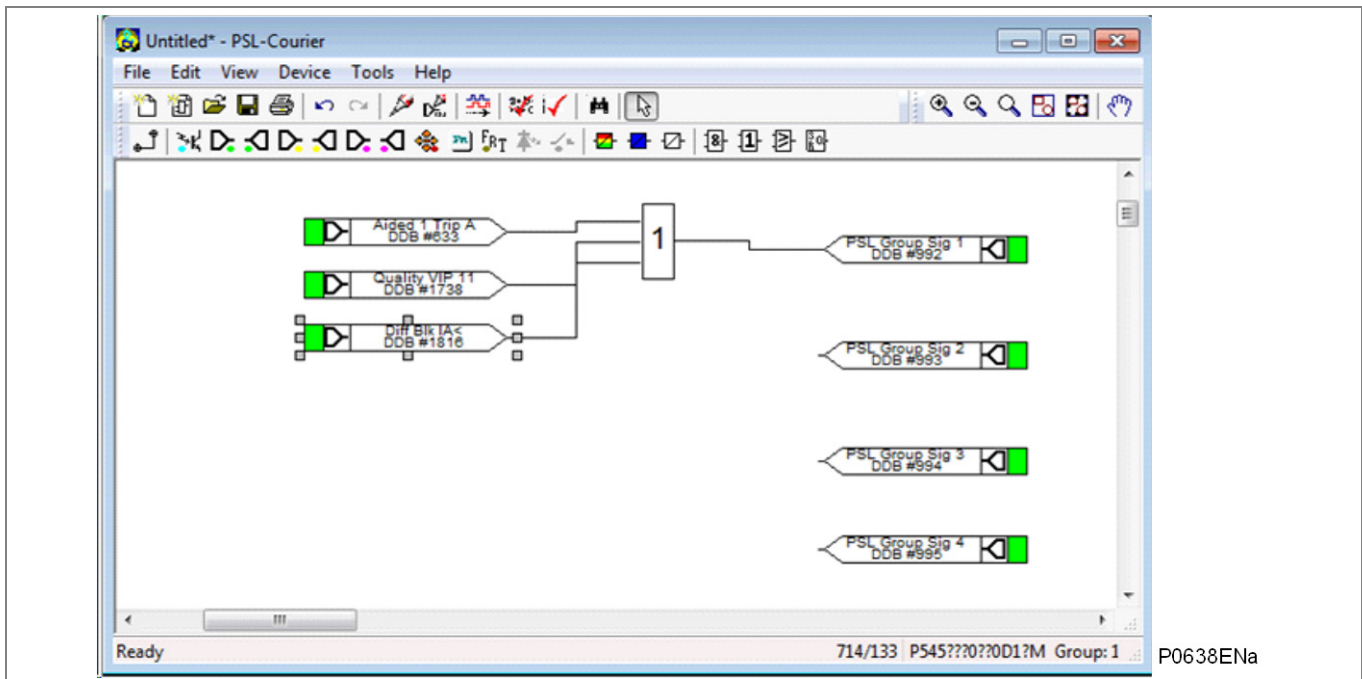 Untitled* - PSL-Courier
File Edit View Device Tools Help
1
Aided 1 Trip A
DDB #633
Quality VIP 11
DDB #1738
Diff Blk IA<
DDB #1816
PSL Group Sig 1
DDB #992
PSL Group Sig 2
DDB #993
PSL Group Sig 3
DDB #994
PSL Group Sig 4
DDB #995
Ready
714/133 P545???0??0D1?M Group: 1
P0638ENa